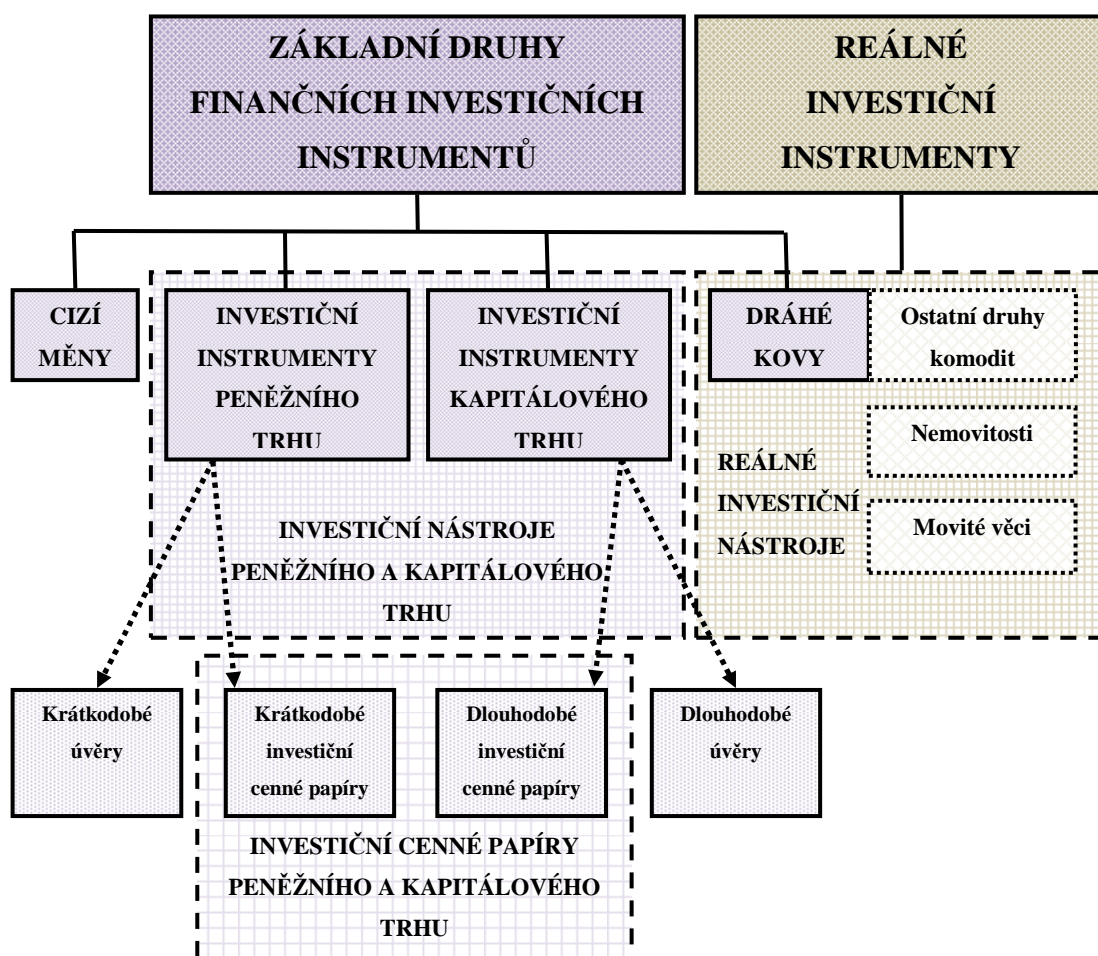 ZÁKLADNÍ DRUHY
FINANČNÍCH INVESTIČNÍCH
INSTRUMENTŮ
REÁLNÉ
INVESTIČNÍ
INSTRUMENTY
CIZÍ
MĚNY
INVESTIČNÍ
INSTRUMENTY
PENĚŽNÍHO
TRHU
INVESTIČNÍ
INSTRUMENTY
KAPITÁLOVÉHO
TRHU
DRÁHÉ
KOVY
Ostatní druhy
komodit
Nemovitosti
Movité věci
REÁLNÉ
INVESTIČNÍ
NÁSTROJE
INVESTIČNÍ NÁSTROJE
PENĚŽNÍHO A KAPITÁLOVÉHO
TRHU
Krátkodobé
úvěry
Krátkodobé
investiční
cenné papíry
Dlouhodobé
investiční
cenné papíry
Dlouhodobé
úvěry
INVESTIČNÍ CENNÉ PAPÍRY
PENĚŽNÍHO A KAPITÁLOVÉHO
TRHU